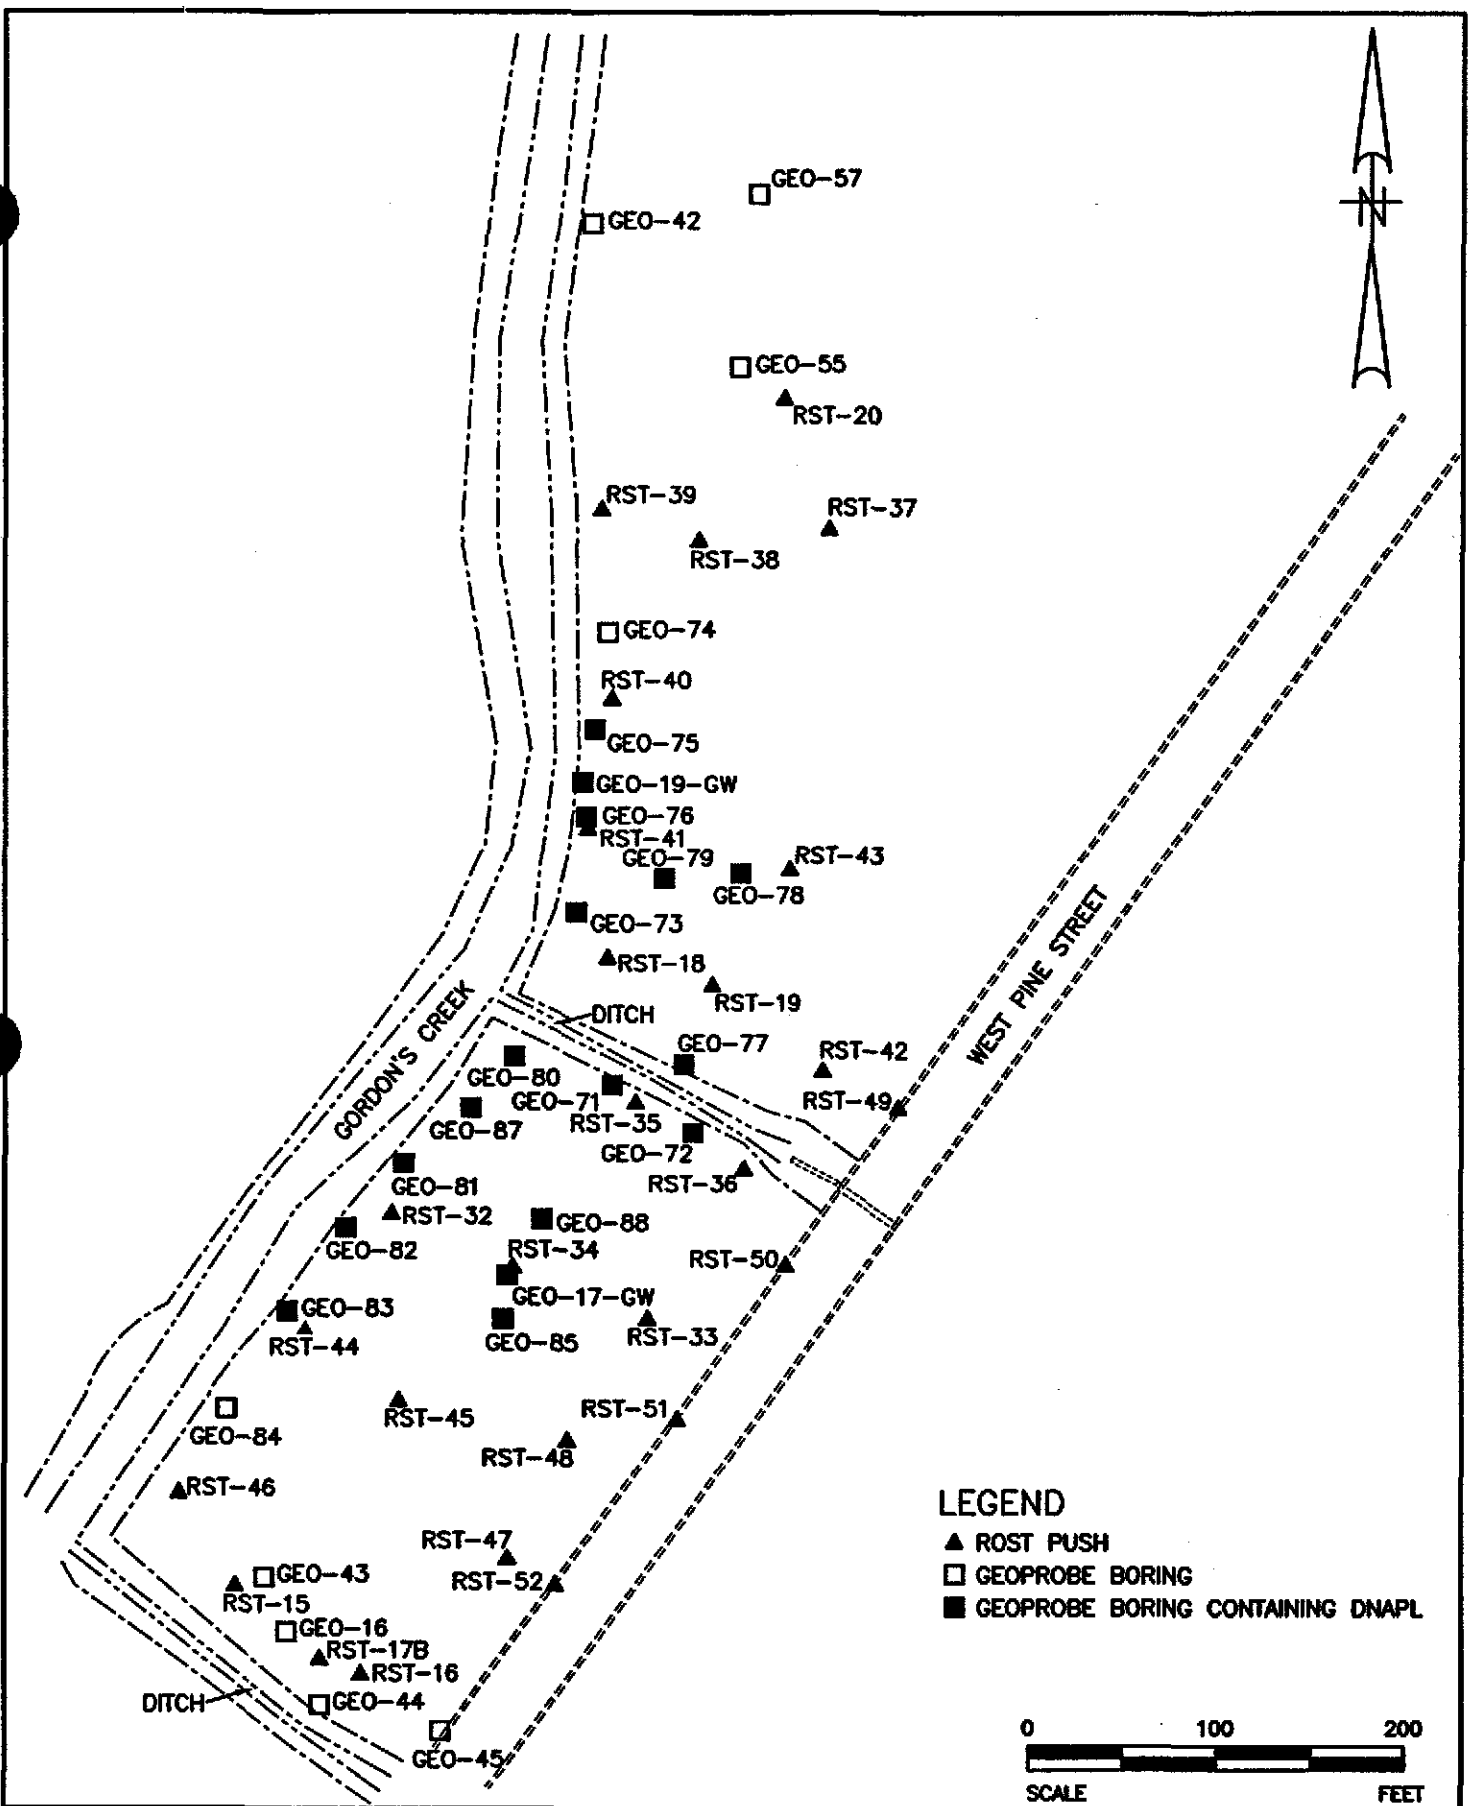 GEO-57
GEO-42
N
GEO-55
RST-20
RST-39
RST-37
RST-38
GEO-74
RST-40
GEO-75
GEO-19-GW
GEO-76
RST-41
GEO-79
RST-43
GEO-78
GEO-73
RST-18
RST-19
DITCH
GORDON'S CREEK
WEST PINE STREET
GEO-77
RST-42
GEO-80
GEO-71
RST-49
RST-35
GEO-87
GEO-72
RST-36
GEO-81
RST-32
GEO-88
GEO-82
RST-34
RST-50
GEO-17-GW
GEO-83
RST-44
GEO-85
RST-33
RST-45
RST-51
GEO-84
RST-48
RST-46
RST-47
RST-52
GEO-43
RST-15
GEO-16
RST-17B
RST-16
DITCH
GEO-44
GEO-45
LEGEND
ROST PUSH
GEOPROBE BORING
GEOPROBE BORING CONTAINING DNAPL
0 100 200
SCALE FEET